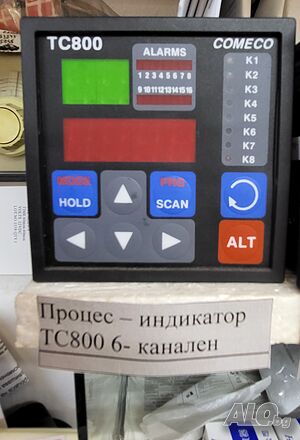 TC800
COMECO
ALARMS
1 2 3 4 5 6 7 8
9 10 11 12 13 14 15 16
K1
K2
K3
K4
K5
K6
K7
K8
MODE
HOLD
PRG
SCAN
ALT
Процес – индикатор
TC800 6- канален
ALO.bg